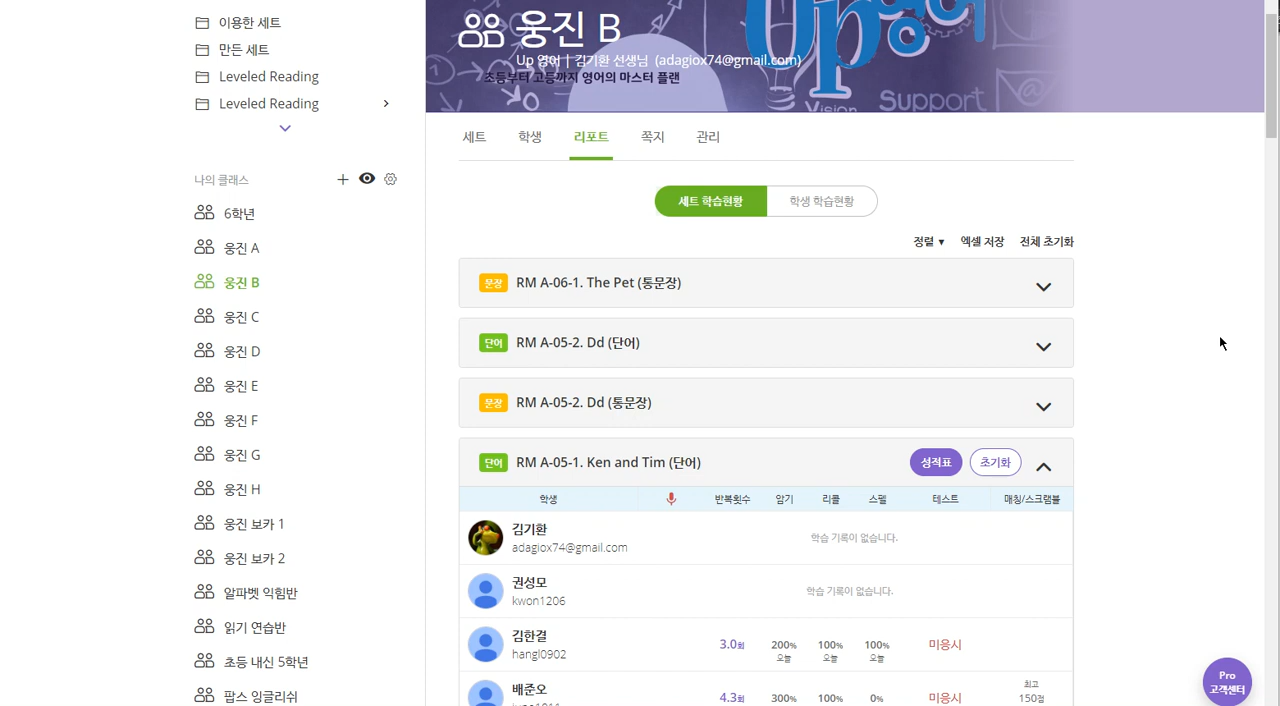 이용한 세트
만든 세트
Leveled Reading
Leveled Reading
나의 클래스
6학년
웅진 A
웅진 B
웅진 C
웅진 D
웅진 E
웅진 F
웅진 G
웅진 H
웅진 보카 1
웅진 보카 2
알파벳 익힘반
읽기 연습반
초등 내신 5학년
팝스 잉글리쉬
웅진 B
Up 영어 | 김기환 선생님 (adagiox74@gmail.com)
초등부터 고등까지 영어의 마스터 플랜
Up
영어
Vision
Support
세트 학생 리포트 쪽지 관리
세트 학습현황 학생 학습현황
정렬 ▼ 엑셀 저장 전체 초기화
문장 RM A-06-1. The Pet (통문장)
단어 RM A-05-2. Dd (단어)
문장 RM A-05-2. Dd (통문장)
단어 RM A-05-1. Ken and Tim (단어) 성적표 초기화
학생 반복횟수 암기 리콜 스펠 테스트 매칭/스크램블
김기환
adagiox74@gmail.com
학습 기록이 없습니다.
권성모
kwon1206
학습 기록이 없습니다.
김한결
hangl0902
3.0회 200% 100% 100% 미응시
오늘 오늘 오늘
배준오
4.3회 300% 100% 0% 미응시
최고
150점
Pro
고객센터